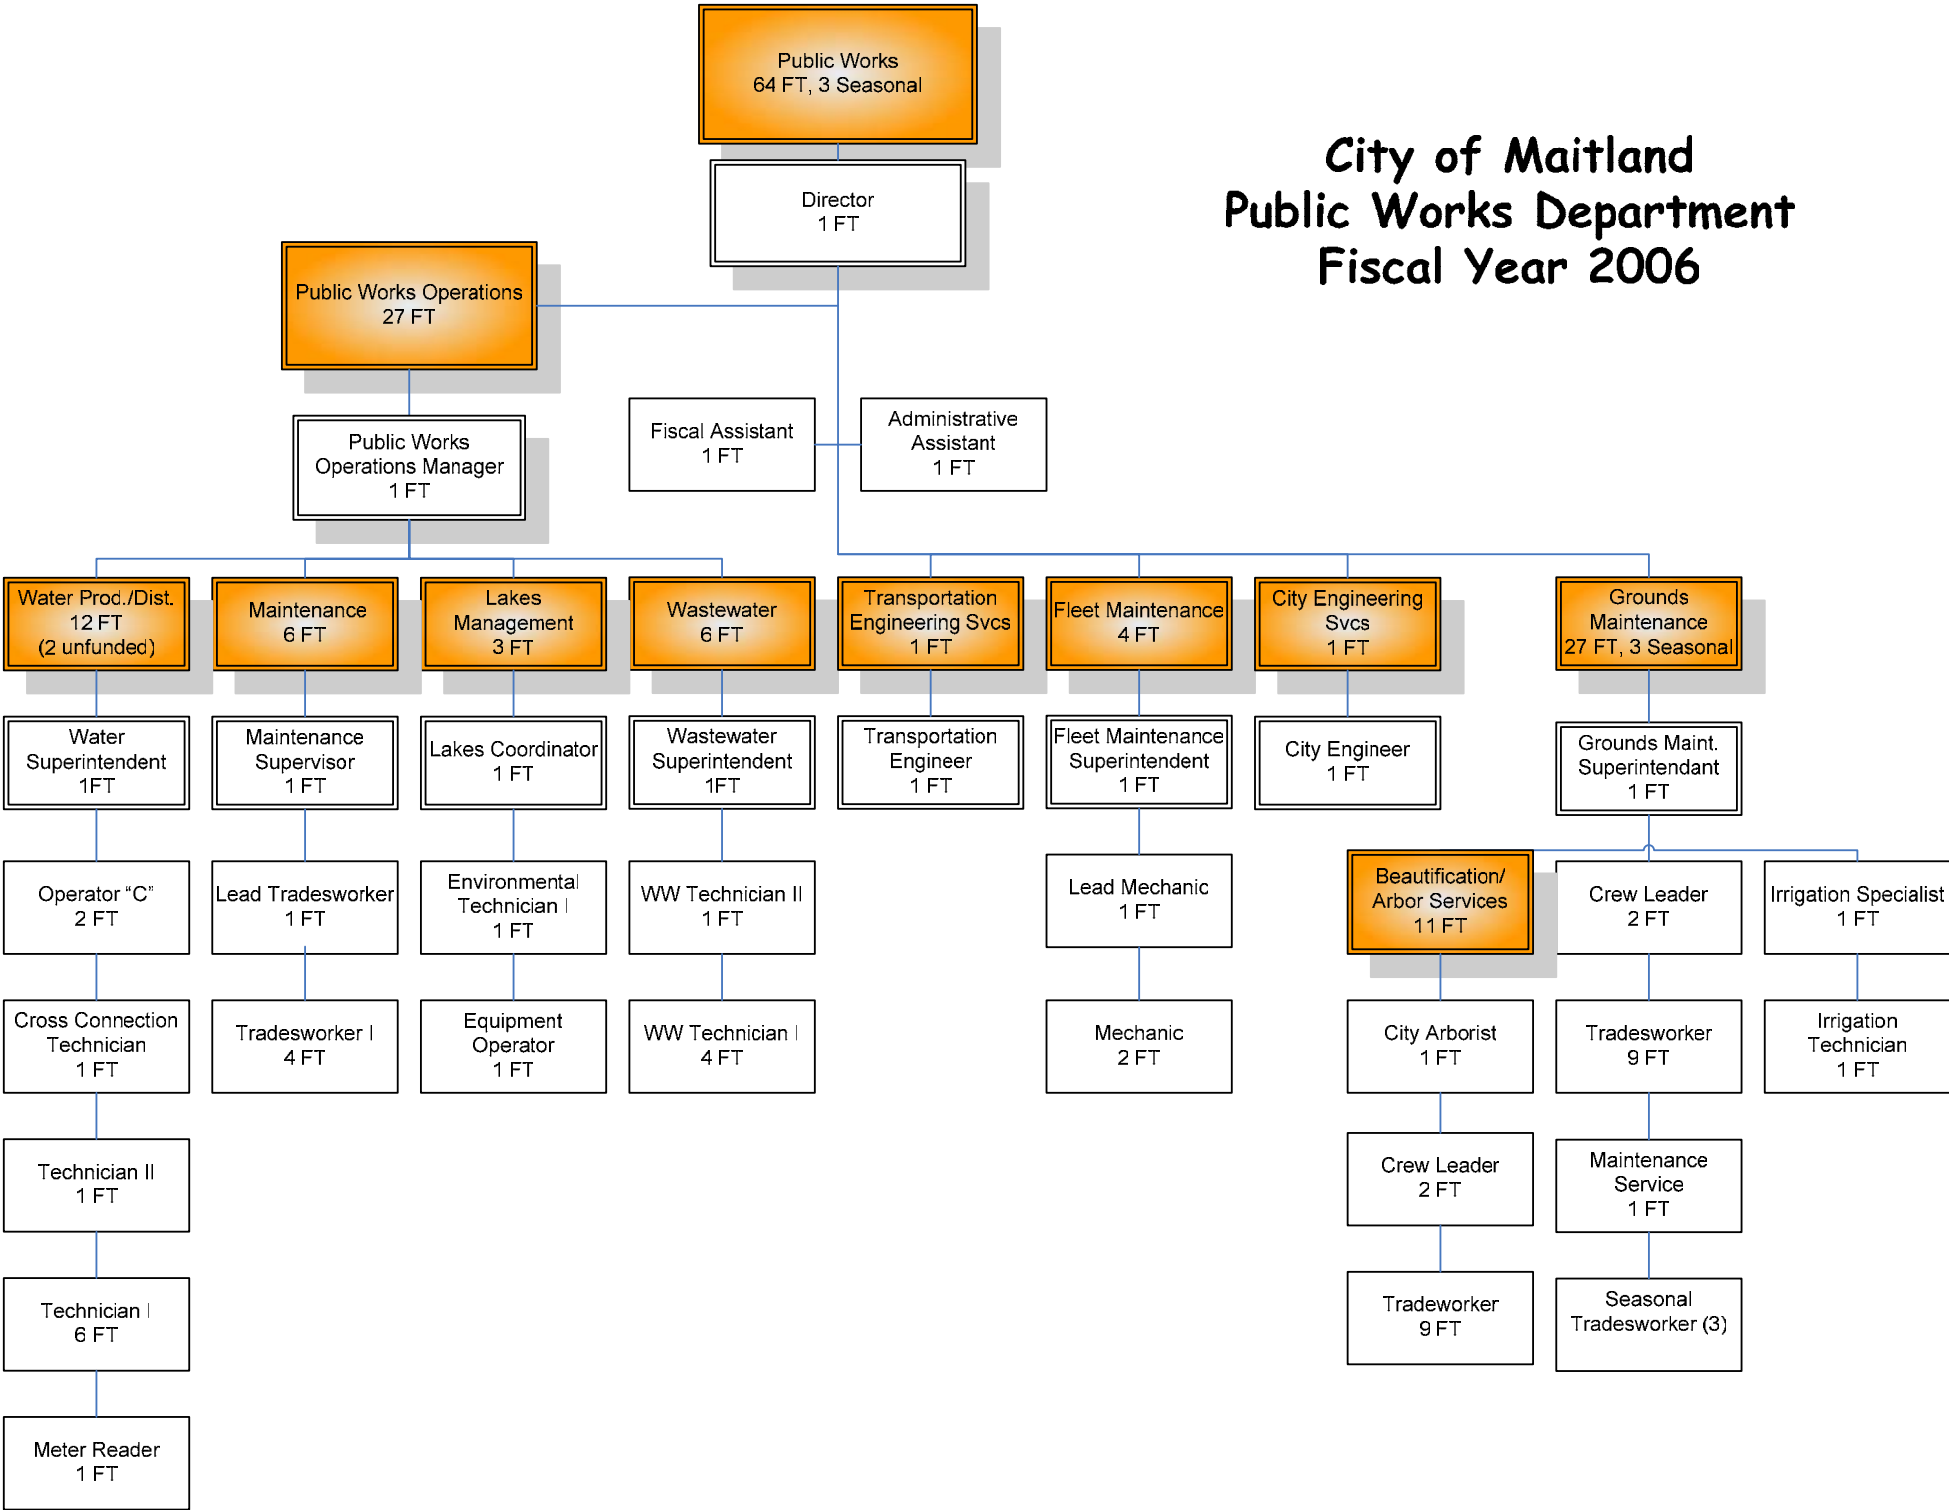 Public Works
64 FT, 3 Seasonal
City of Maitland
Public Works Department
Fiscal Year 2006
Director
1 FT
Public Works Operations
27 FT
Public Works
Operations Manager
1 FT
Fiscal Assistant
1 FT
Administrative
Assistant
1 FT
Water Prod./Dist.
12 FT
(2 unfunded)
Maintenance
6 FT
Lakes
Management
3 FT
Wastewater
6 FT
Transportation
Engineering Svcs
1 FT
Fleet Maintenance
4 FT
City Engineering
Svcs
1 FT
Grounds
Maintenance
27 FT, 3 Seasonal
Water
Superintendent
1FT
Maintenance
Supervisor
1 FT
Lakes Coordinator
1 FT
Wastewater
Superintendent
1FT
Transportation
Engineer
1 FT
Fleet Maintenance
Superintendent
1 FT
City Engineer
1 FT
Grounds Maint.
Superintendant
1 FT
Operator “C”
2 FT
Lead Tradesworker
1 FT
Environmental
Technician I
1 FT
WW Technician II
1 FT
Lead Mechanic
1 FT
Beautification/
Arbor Services
11 FT
Crew Leader
2 FT
Irrigation Specialist
1 FT
Cross Connection
Technician
1 FT
Tradesworker I
4 FT
Equipment
Operator
1 FT
WW Technician I
4 FT
Mechanic
2 FT
City Arborist
1 FT
Tradesworker
9 FT
Irrigation
Technician
1 FT
Technician II
1 FT
Crew Leader
2 FT
Maintenance
Service
1 FT
Technician I
6 FT
Tradeworker
9 FT
Seasonal
Tradesworker (3)
Meter Reader
1 FT